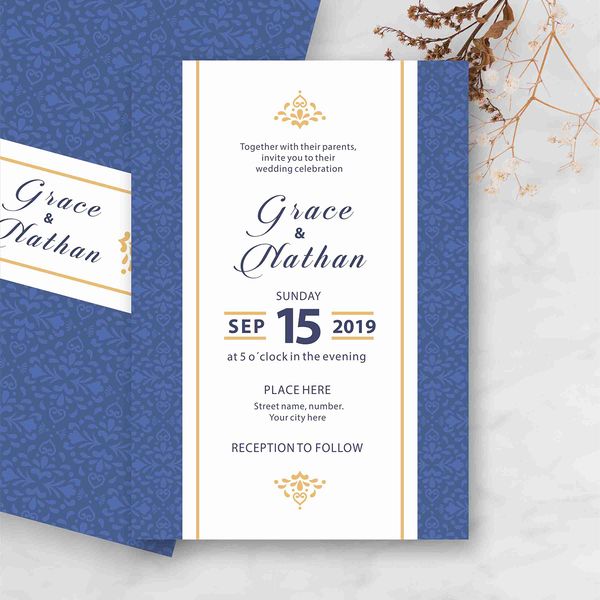 Grace
&
Nathan
Together with their parents,
invite you to their
wedding celebration
Grace
&
Nathan
SUNDAY
SEP 15 2019
at 5 o´clock in the evening
PLACE HERE
Street name, number.
Your city here
RECEPTION TO FOLLOW